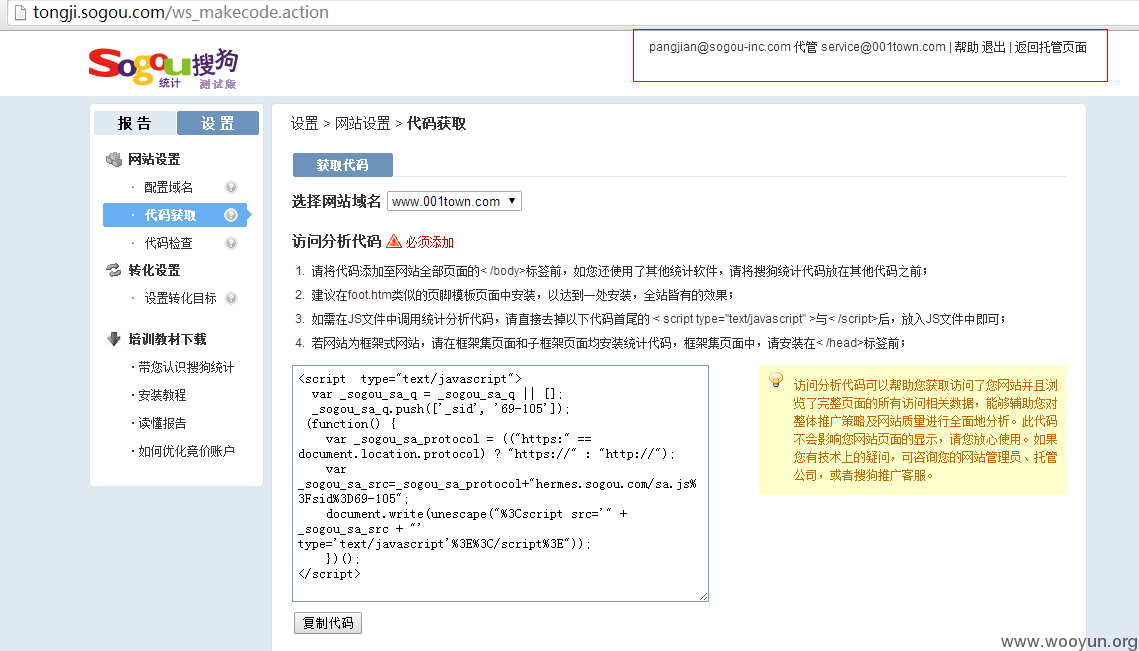 tongji.sogou.com/ws_makecode.action
Sogou搜狗
统计 测试版
pangjian@sogou-inc.com 代管 service@001town.com | 帮助 退出 | 返回托管页面
报告 设置
网站设置
· 配置域名 ?
· 代码获取 ?
· 代码检查 ?
转化设置
· 设置转化目标 ?
培训教材下载
· 带您认识搜狗统计
· 安装教程
· 读懂报告
· 如何优化竞价账户
设置 > 网站设置 > 代码获取
获取代码
选择网站域名 www.001town.com ▼
访问分析代码 必须添加
1. 请将代码添加至网站全部页面的< /body>标签前，如您还使用了其他统计软件，请将搜狗统计代码放在其他代码之前；
2. 建议在foot.htm类似的页脚模板页面中安装，以达到一处安装，全站皆有的效果；
3. 如需在JS文件中调用统计分析代码，请直接去掉以下代码首尾的 < script type="text/javascript" >与< /script>后，放入JS文件中即可；
4. 若网站为框架式网站，请在框架集页面和子框架页面均安装统计代码，框架集页面中，请安装在< /head>标签前；
<script type="text/javascript">
var _sogou_sa_q = _sogou_sa_q || [];
_sogou_sa_q.push(['_sid', '69-105']);
(function() {
var _sogou_sa_protocol = (("https:" ==
document.location.protocol) ? "https://" : "http://");
var
_sogou_sa_src=_sogou_sa_protocol+"hermes.sogou.com/sa.js%
3Fsid%3D69-105";
document.write(unescape("%3Cscript src='" +
_sogou_sa_src + "'
type='text/javascript'%3E%3C/script%3E"));
})();
</script>
访问分析代码可以帮助您获取访问了您网站并且浏
览了完整页面的所有访问相关数据，能够辅助您对
整体推广策略及网站质量进行全面地分析。此代码
不会影响您网站页面的显示，请您放心使用。如果
您有技术上的疑问，可咨询您的网站管理员、托管
公司，或者搜狗推广客服。
复制代码
www.wooyun.org